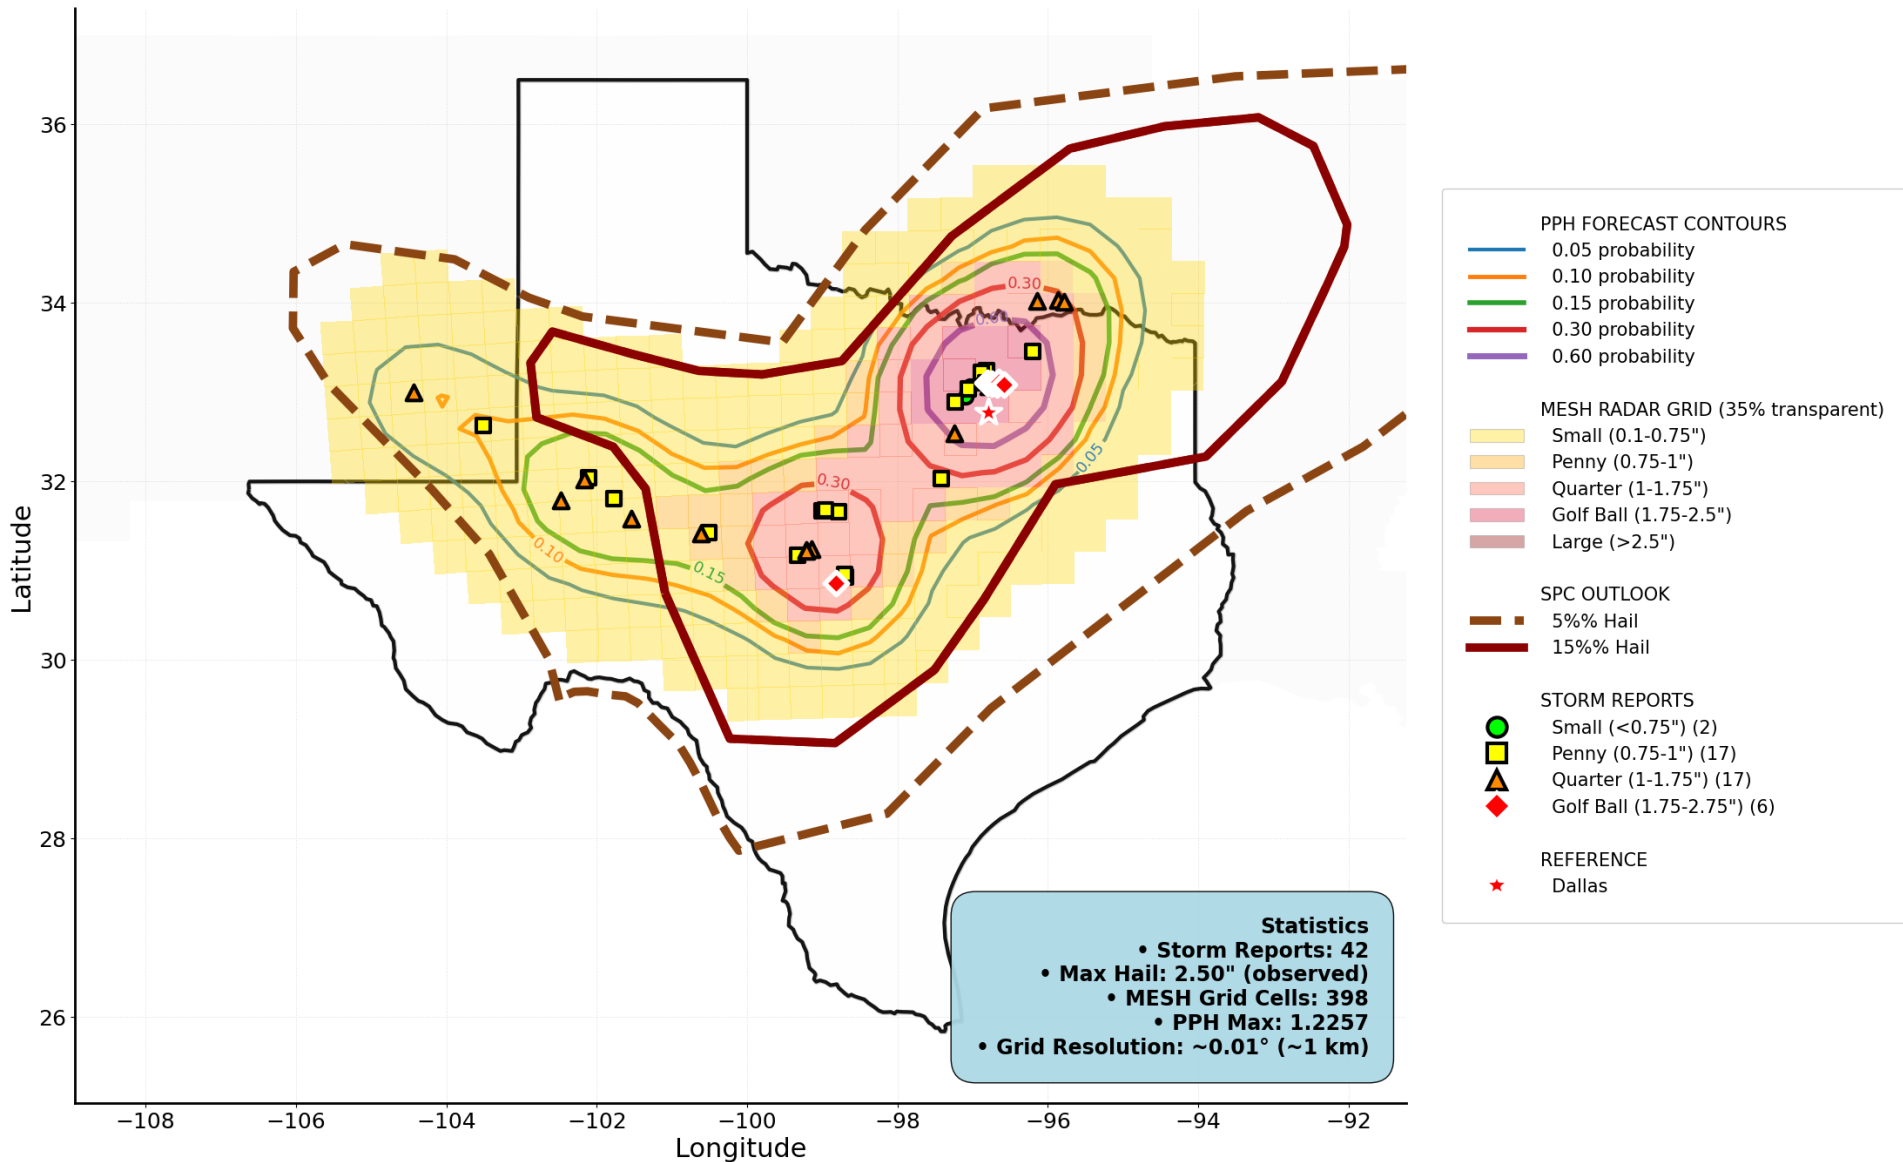 36
34
32
30
28
26
Latitude
−108
−106
−104
−102
−100
−98
−96
−94
−92
Longitude
0.30
0.05
0.30
0.10
0.15
Statistics
• Storm Reports: 42
• Max Hail: 2.50" (observed)
• MESH Grid Cells: 398
• PPH Max: 1.2257
• Grid Resolution: ~0.01° (~1 km)
PPH FORECAST CONTOURS
0.05 probability
0.10 probability
0.15 probability
0.30 probability
0.60 probability
MESH RADAR GRID (35% transparent)
Small (0.1-0.75")
Penny (0.75-1")
Quarter (1-1.75")
Golf Ball (1.75-2.5")
Large (>2.5")
SPC OUTLOOK
5%% Hail
15%% Hail
STORM REPORTS
Small (<0.75") (2)
Penny (0.75-1") (17)
Quarter (1-1.75") (17)
Golf Ball (1.75-2.75") (6)
REFERENCE
Dallas